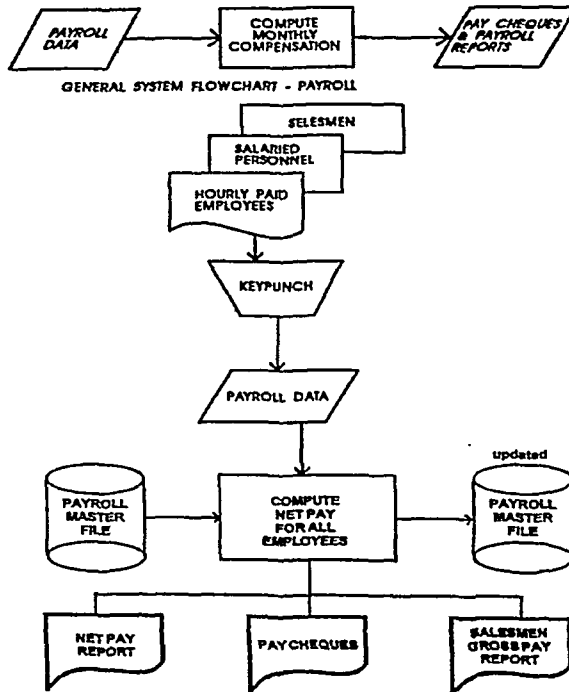 PAYROLL
DATA
COMPUTE
MONTHLY
COMPENSATION
PAY CHEQUES
& PAYROLL
REPORTS
GENERAL SYSTEM FLOWCHART - PAYROLL
SELESMEN
SALARIED
PERSONNEL
HOURLY PAID
EMPLOYEES
KEYPUNCH
PAYROLL DATA
PAYROLL
MASTER
FILE
COMPUTE
NET PAY
FOR ALL
EMPLOYEES
updated
PAYROLL
MASTER
FILE
NET PAY
REPORT
PAY CHEQUES
SALESMEN
GROSS PAY
REPORT